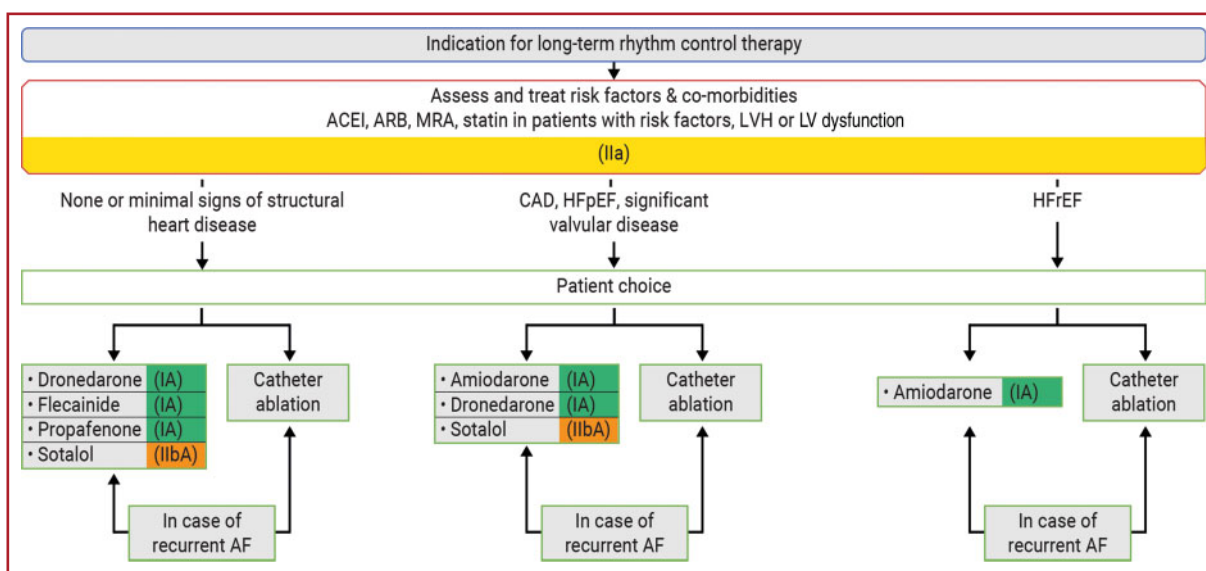 Indication for long-term rhythm control therapy
Assess and treat risk factors & co-morbidities
ACEI, ARB, MRA, statin in patients with risk factors, LVH or LV dysfunction
(IIa)
None or minimal signs of structural
heart disease
CAD, HFpEF, significant
valvular disease
HFrEF
Patient choice
• Dronedarone (IA)
• Flecainide (IA)
• Propafenone (IA)
• Sotalol (IIbA)
Catheter
ablation
• Amiodarone (IA)
• Dronedarone (IA)
• Sotalol (IIbA)
Catheter
ablation
• Amiodarone (IA)
Catheter
ablation
In case of
recurrent AF
In case of
recurrent AF
In case of
recurrent AF